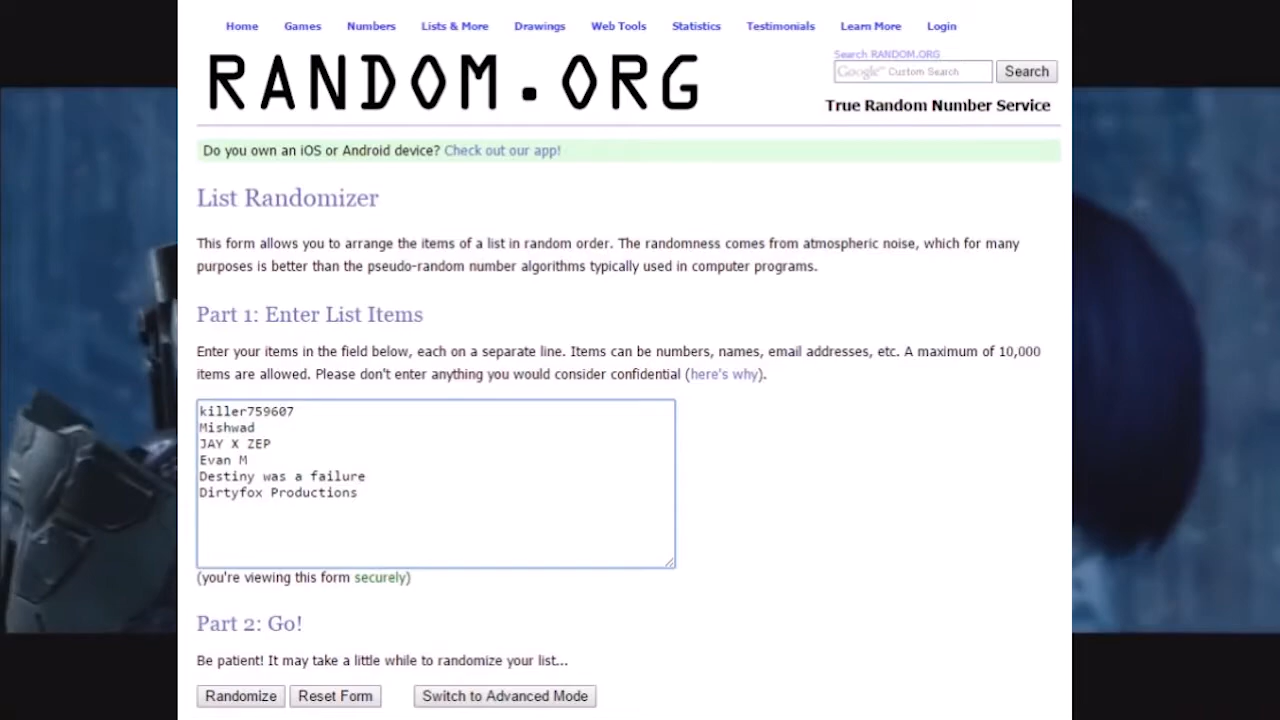 Home Games Numbers Lists & More Drawings Web Tools Statistics Testimonials Learn More Login
RANDOM.ORG
Search RANDOM.ORG
Google™ Custom Search Search
True Random Number Service
Do you own an iOS or Android device? Check out our app!
List Randomizer
This form allows you to arrange the items of a list in random order. The randomness comes from atmospheric noise, which for many
purposes is better than the pseudo-random number algorithms typically used in computer programs.
Part 1: Enter List Items
Enter your items in the field below, each on a separate line. Items can be numbers, names, email addresses, etc. A maximum of 10,000
items are allowed. Please don't enter anything you would consider confidential (here's why).
killer759607
Mishwad
JAY X ZEP
Evan M
Destiny was a failure
Dirtyfox Productions
(you're viewing this form securely)
Part 2: Go!
Be patient! It may take a little while to randomize your list...
Randomize Reset Form Switch to Advanced Mode